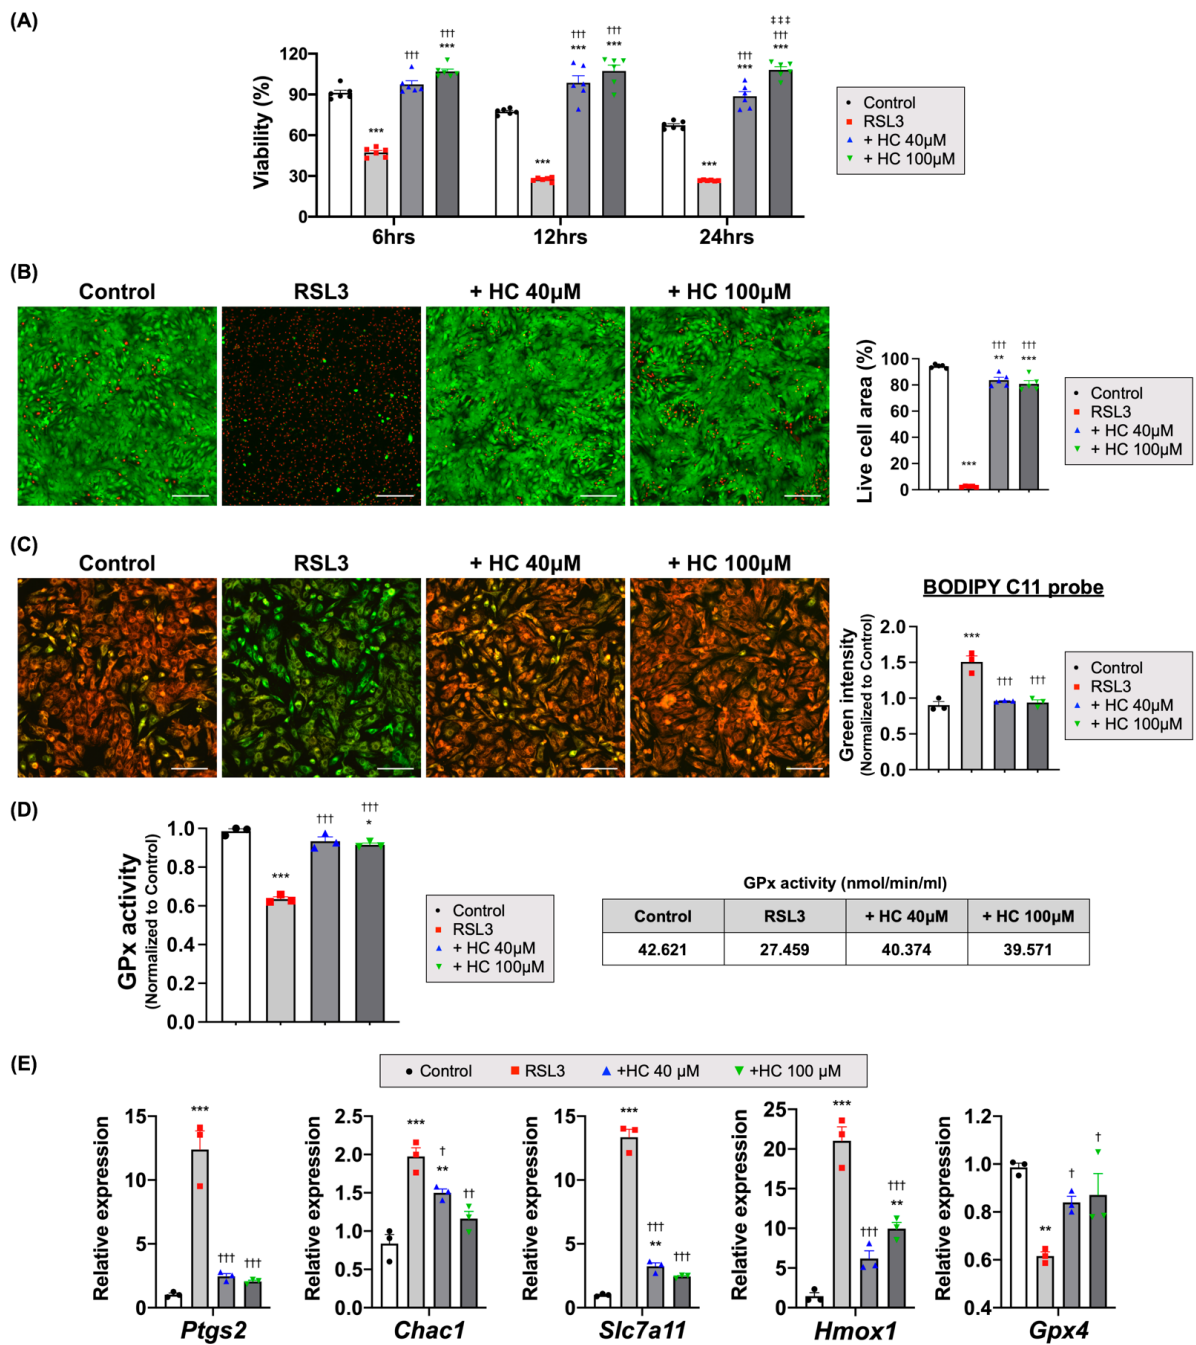 (A)
Viability (%)
120
90
60
30
0
***
†††
†††
***
***
†††
***
†††
***
***
†††
***
‡‡‡
†††
***
6hrs
12hrs
24hrs
Control
RSL3
+ HC 40µM
+ HC 100µM
(B)
Control
RSL3
+ HC 40µM
+ HC 100µM
Live cell area (%)
100
80
60
40
20
0
***
†††
**
†††
***
Control
RSL3
+ HC 40µM
+ HC 100µM
(C)
Control
RSL3
+ HC 40µM
+ HC 100µM
BODIPY C11 probe
Green intensity
(Normalized to Control)
2.0
1.5
1.0
0.5
0.0
***
†††
†††
Control
RSL3
+ HC 40µM
+ HC 100µM
(D)
GPx activity
(Normalized to Control)
1.0
0.8
0.6
0.4
0.2
0.0
***
†††
†††
*
Control
RSL3
+ HC 40µM
+ HC 100µM
GPx activity (nmol/min/ml)
Control RSL3 + HC 40µM + HC 100µM
42.621 27.459 40.374 39.571
(E)
Control RSL3 +HC 40 µM +HC 100 µM
Relative expression
15
10
5
0
***
†††
†††
Ptgs2
Relative expression
2.5
2.0
1.5
1.0
0.5
0.0
***
†
**
††
Chac1
Relative expression
15
10
5
0
***
†††
**
†††
Slc7a11
Relative expression
25
20
15
10
5
0
***
†††
†††
**
Hmox1
Relative expression
1.2
1.0
0.8
0.6
0.4
**
†
†
Gpx4